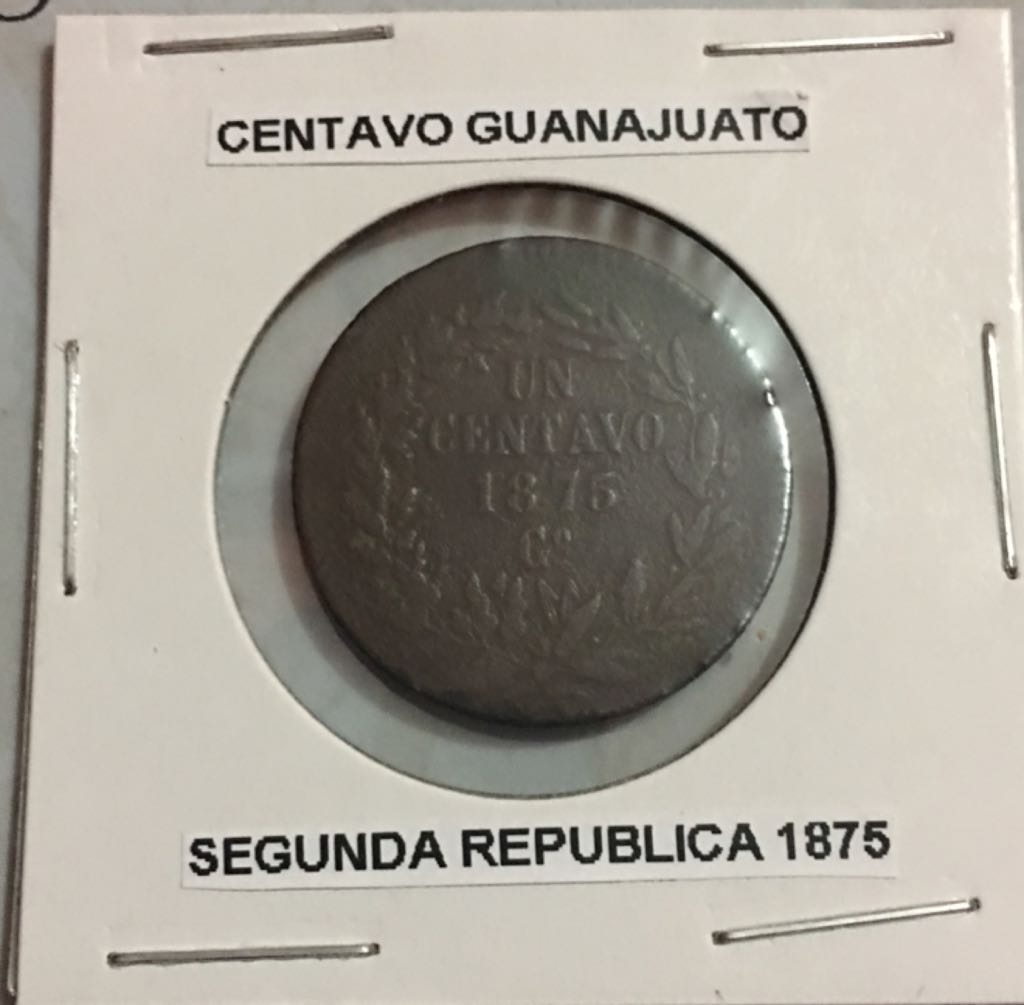 CENTAVO GUANAJUATO
UN
CENTAVO
1875
Gº
SEGUNDA REPUBLICA 1875